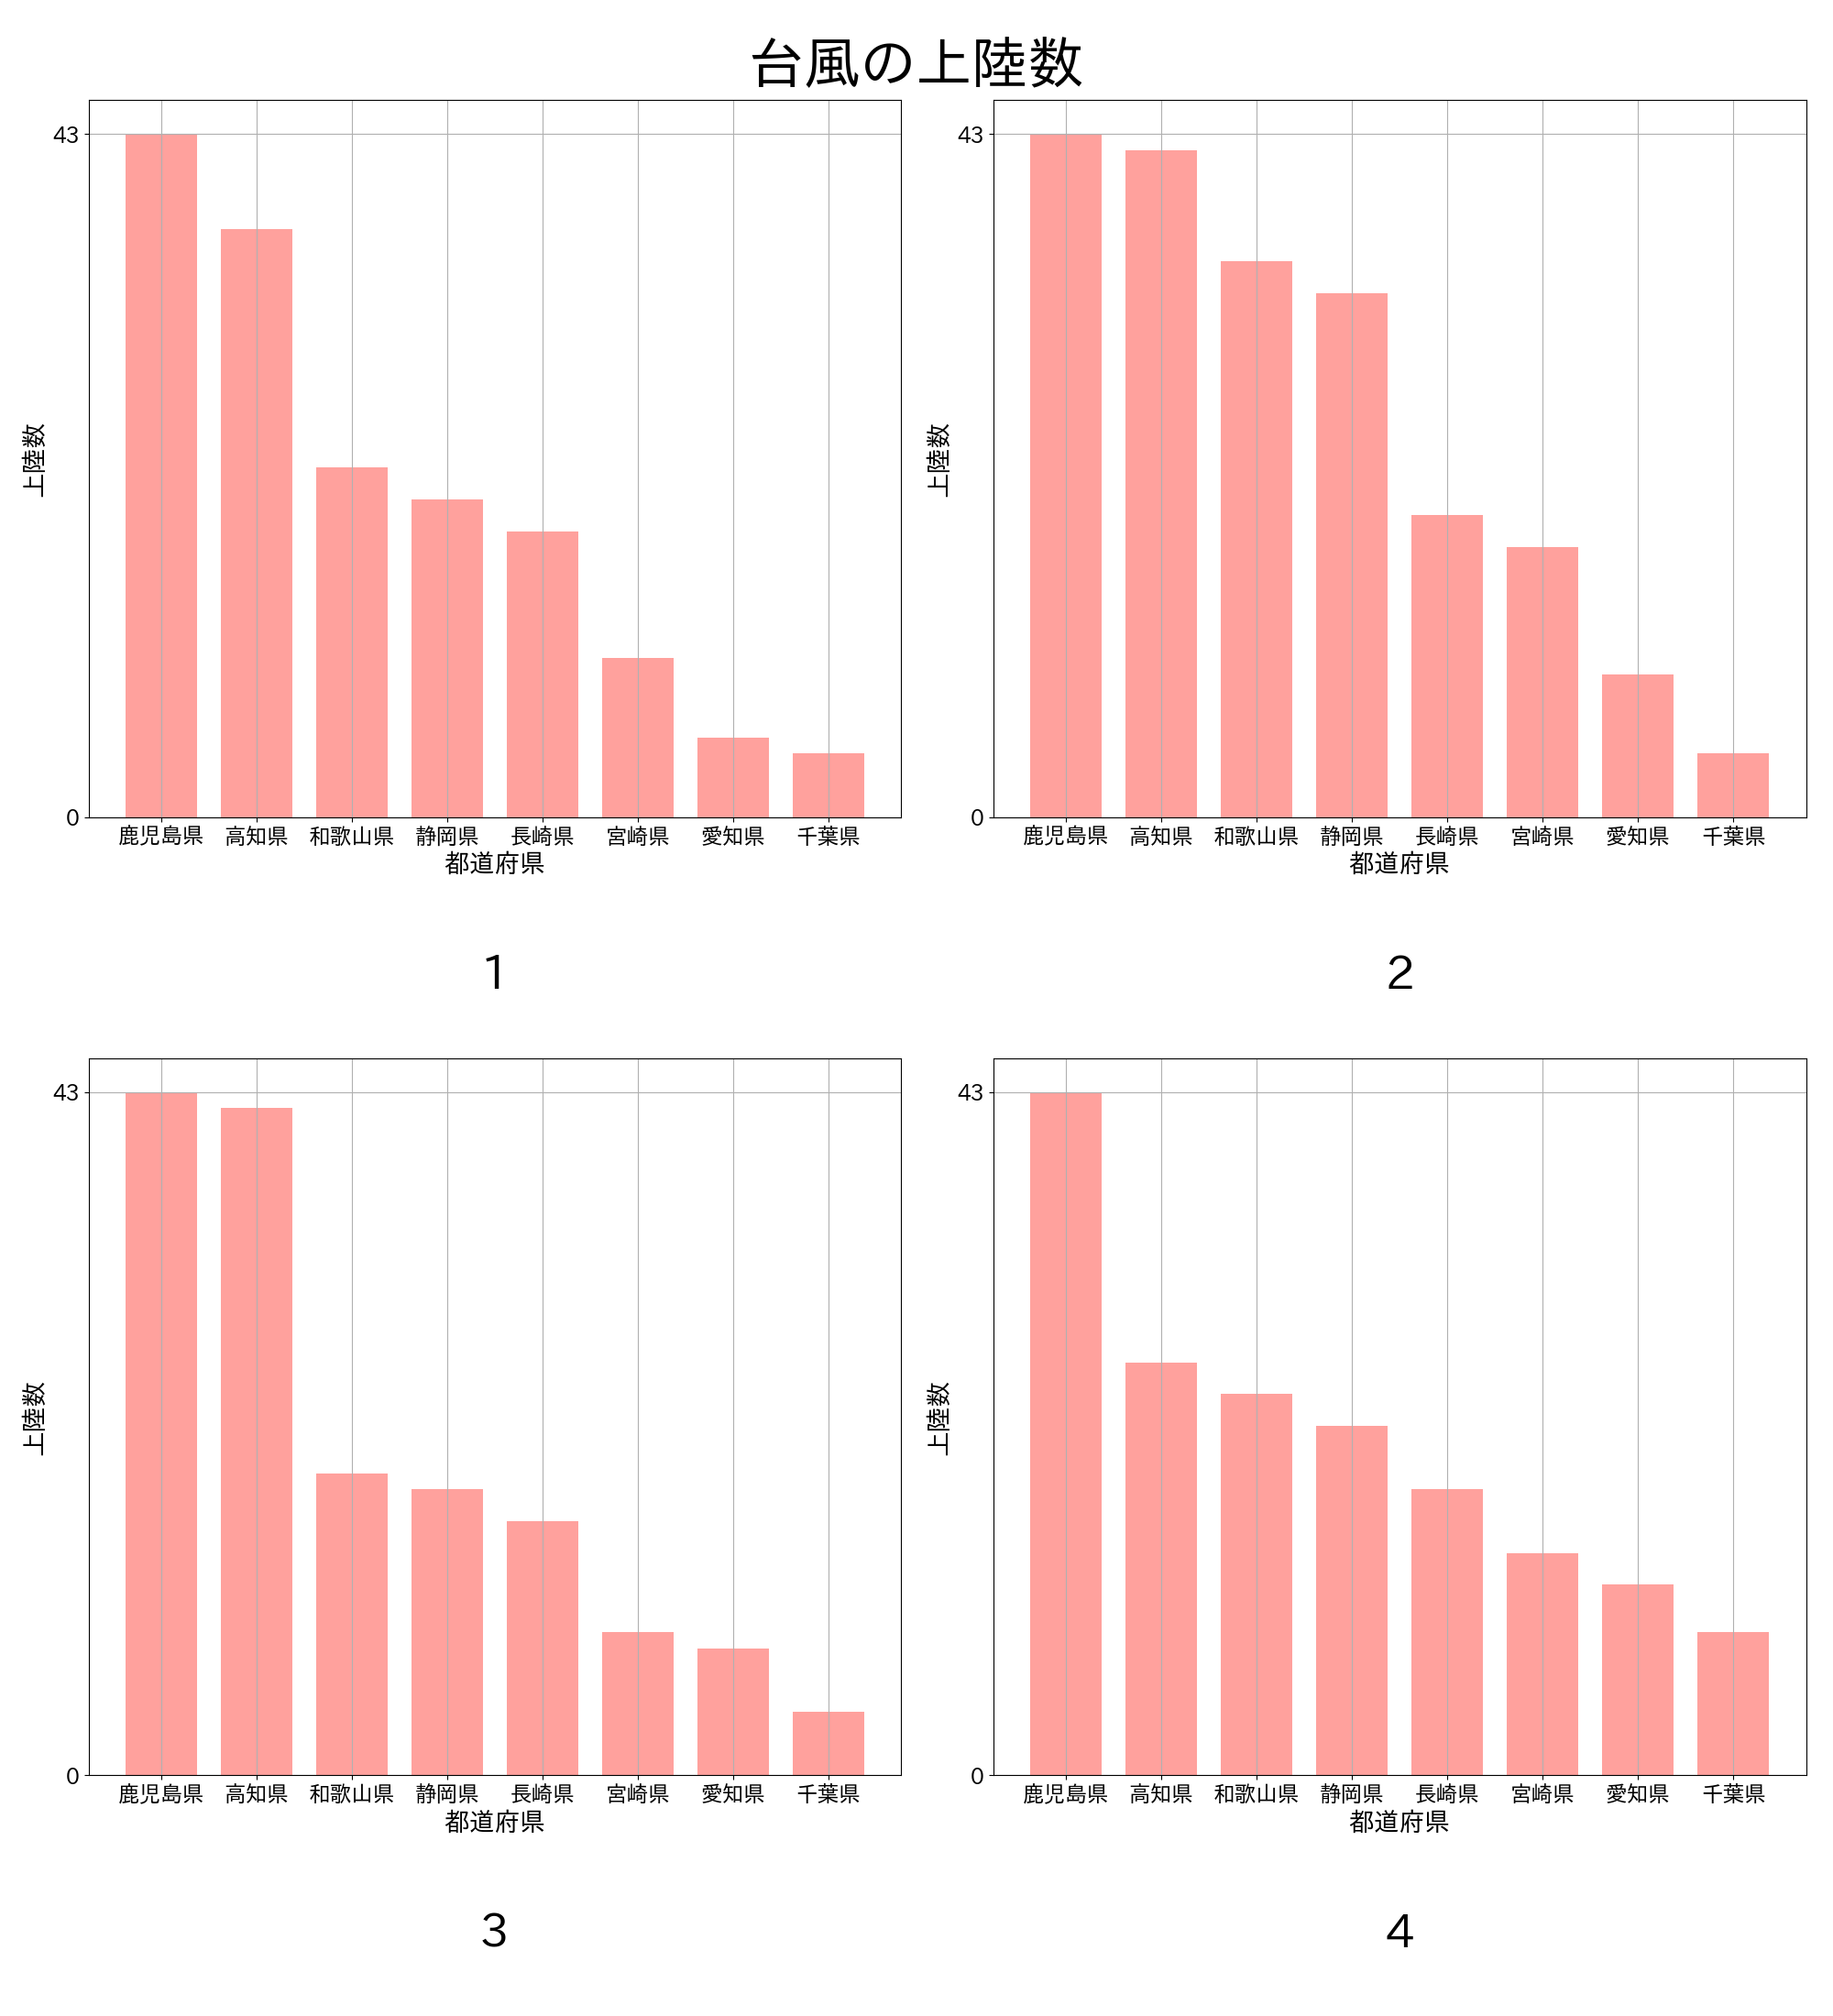 台風の上陸数
43
0
上陸数
鹿児島県 高知県 和歌山県 静岡県 長崎県 宮崎県 愛知県 千葉県
都道府県
1
43
0
上陸数
鹿児島県 高知県 和歌山県 静岡県 長崎県 宮崎県 愛知県 千葉県
都道府県
2
43
0
上陸数
鹿児島県 高知県 和歌山県 静岡県 長崎県 宮崎県 愛知県 千葉県
都道府県
3
43
0
上陸数
鹿児島県 高知県 和歌山県 静岡県 長崎県 宮崎県 愛知県 千葉県
都道府県
4